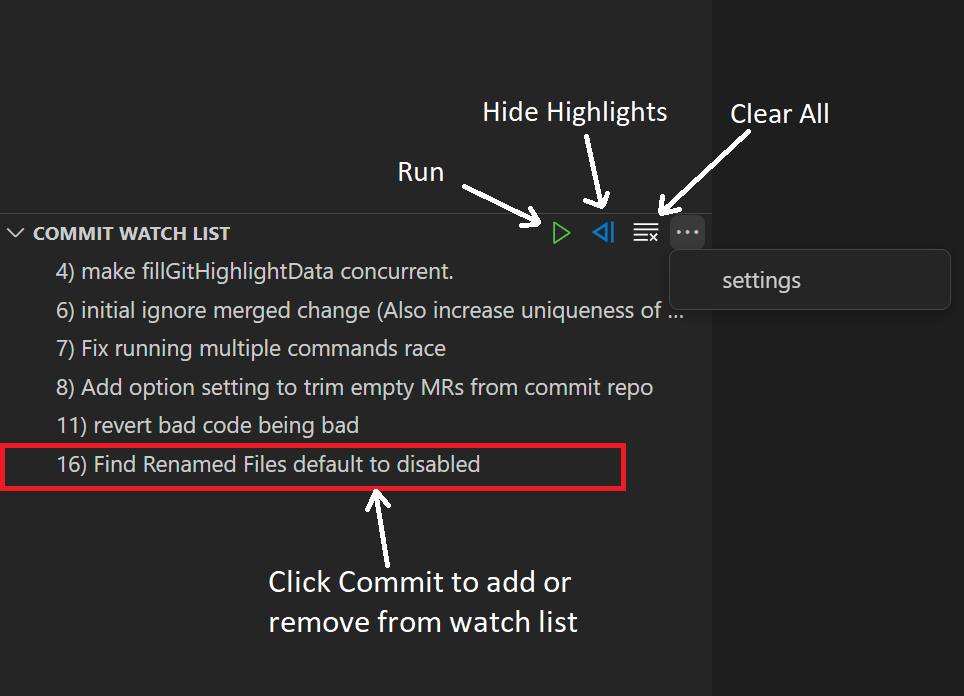 Hide Highlights
Clear All
Run
COMMIT WATCH LIST
4) make fillGitHighlightData concurrent.
settings
6) initial ignore merged change (Also increase uniqueness of ...
7) Fix running multiple commands race
8) Add option setting to trim empty MRs from commit repo
11) revert bad code being bad
16) Find Renamed Files default to disabled
Click Commit to add or
remove from watch list